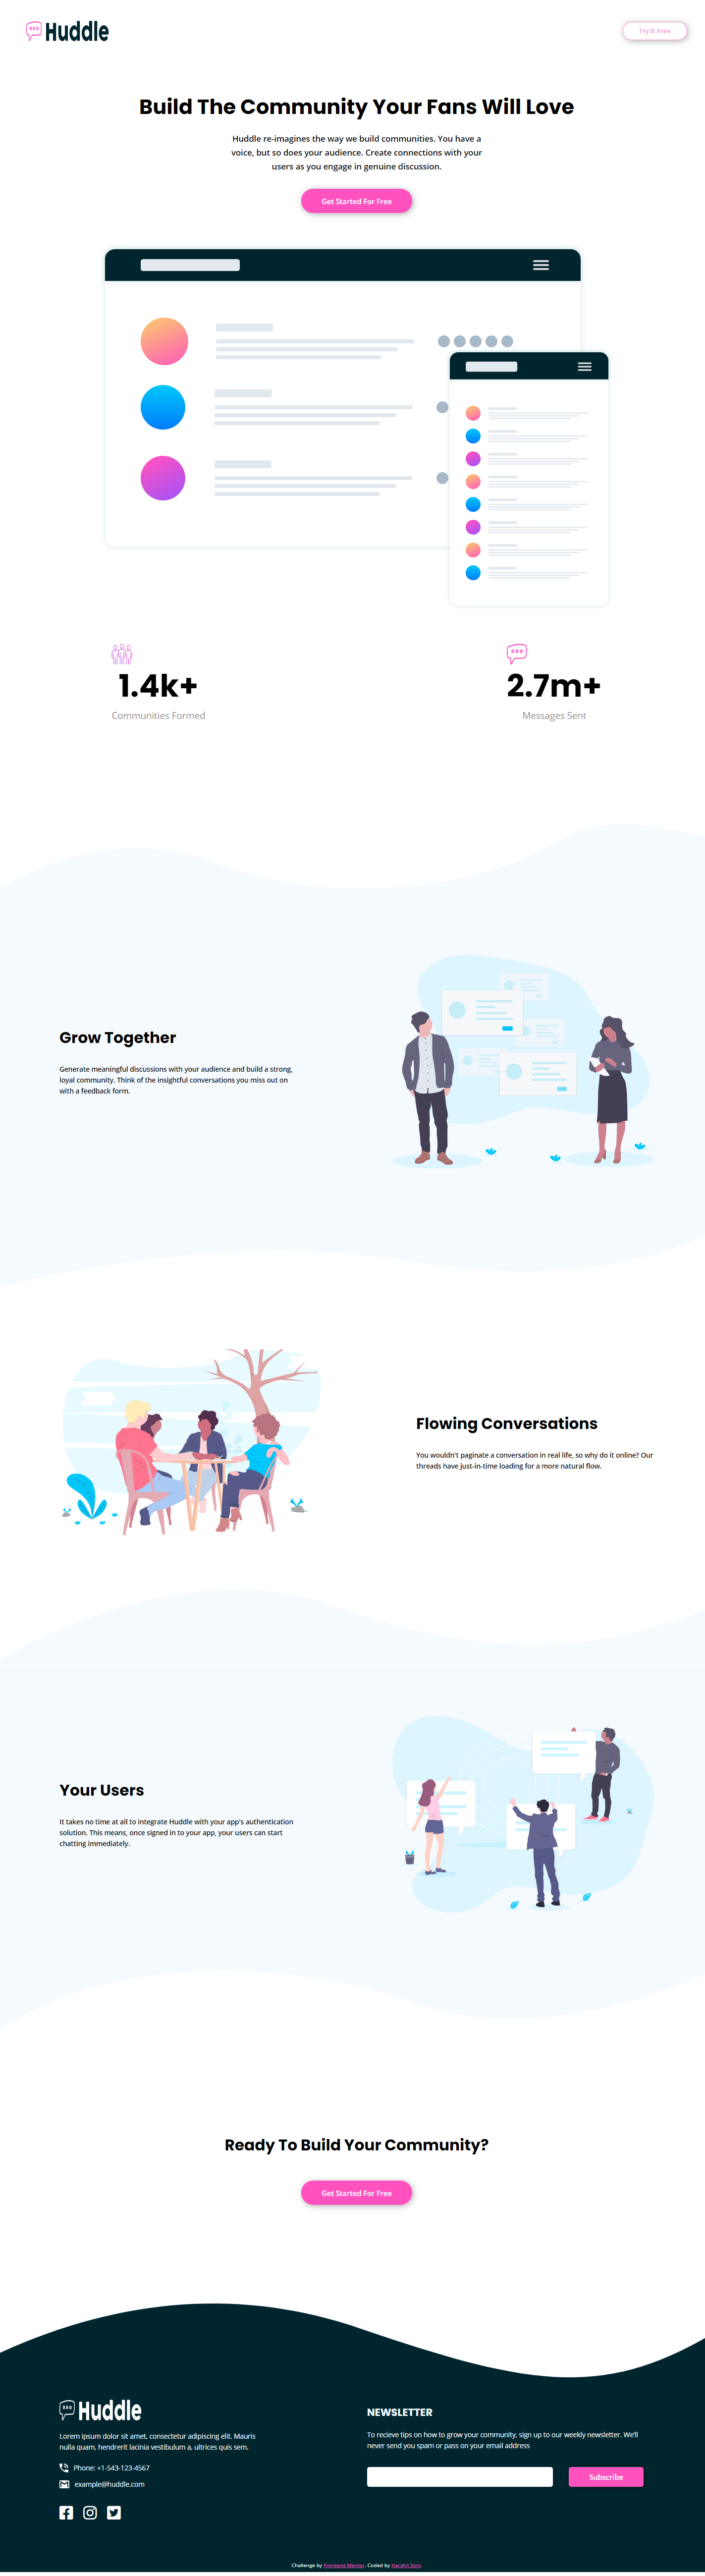 Huddle
Try it Free
Build The Community Your Fans Will Love
Huddle re-imagines the way we build communities. You have a
voice, but so does your audience. Create connections with your
users as you engage in genuine discussion.
Get Started For Free
1.4k+
Communities Formed
2.7m+
Messages Sent
Grow Together
Generate meaningful discussions with your audience and build a strong,
loyal community. Think of the insightful conversations you miss out on
with a feedback form.
Flowing Conversations
You wouldn't paginate a conversation in real life, so why do it online? Our
threads have just-in-time loading for a more natural flow.
Your Users
It takes no time at all to integrate Huddle with your app's authentication
solution. This means, once signed in to your app, your users can start
chatting immediately.
Ready To Build Your Community?
Get Started For Free
Huddle
Lorem ipsum dolor sit amet, consectetur adipiscing elit. Mauris
nulla quam, hendrerit lacinia vestibulum a, ultrices quis sem.
Phone: +1-543-123-4567
example@huddle.com
NEWSLETTER
To recieve tips on how to grow your community, sign up to our weekly newsletter. We'll
never send you spam or pass on your email address
Subscribe
Challenge by Frontend Mentor. Coded by Harshit Soni.